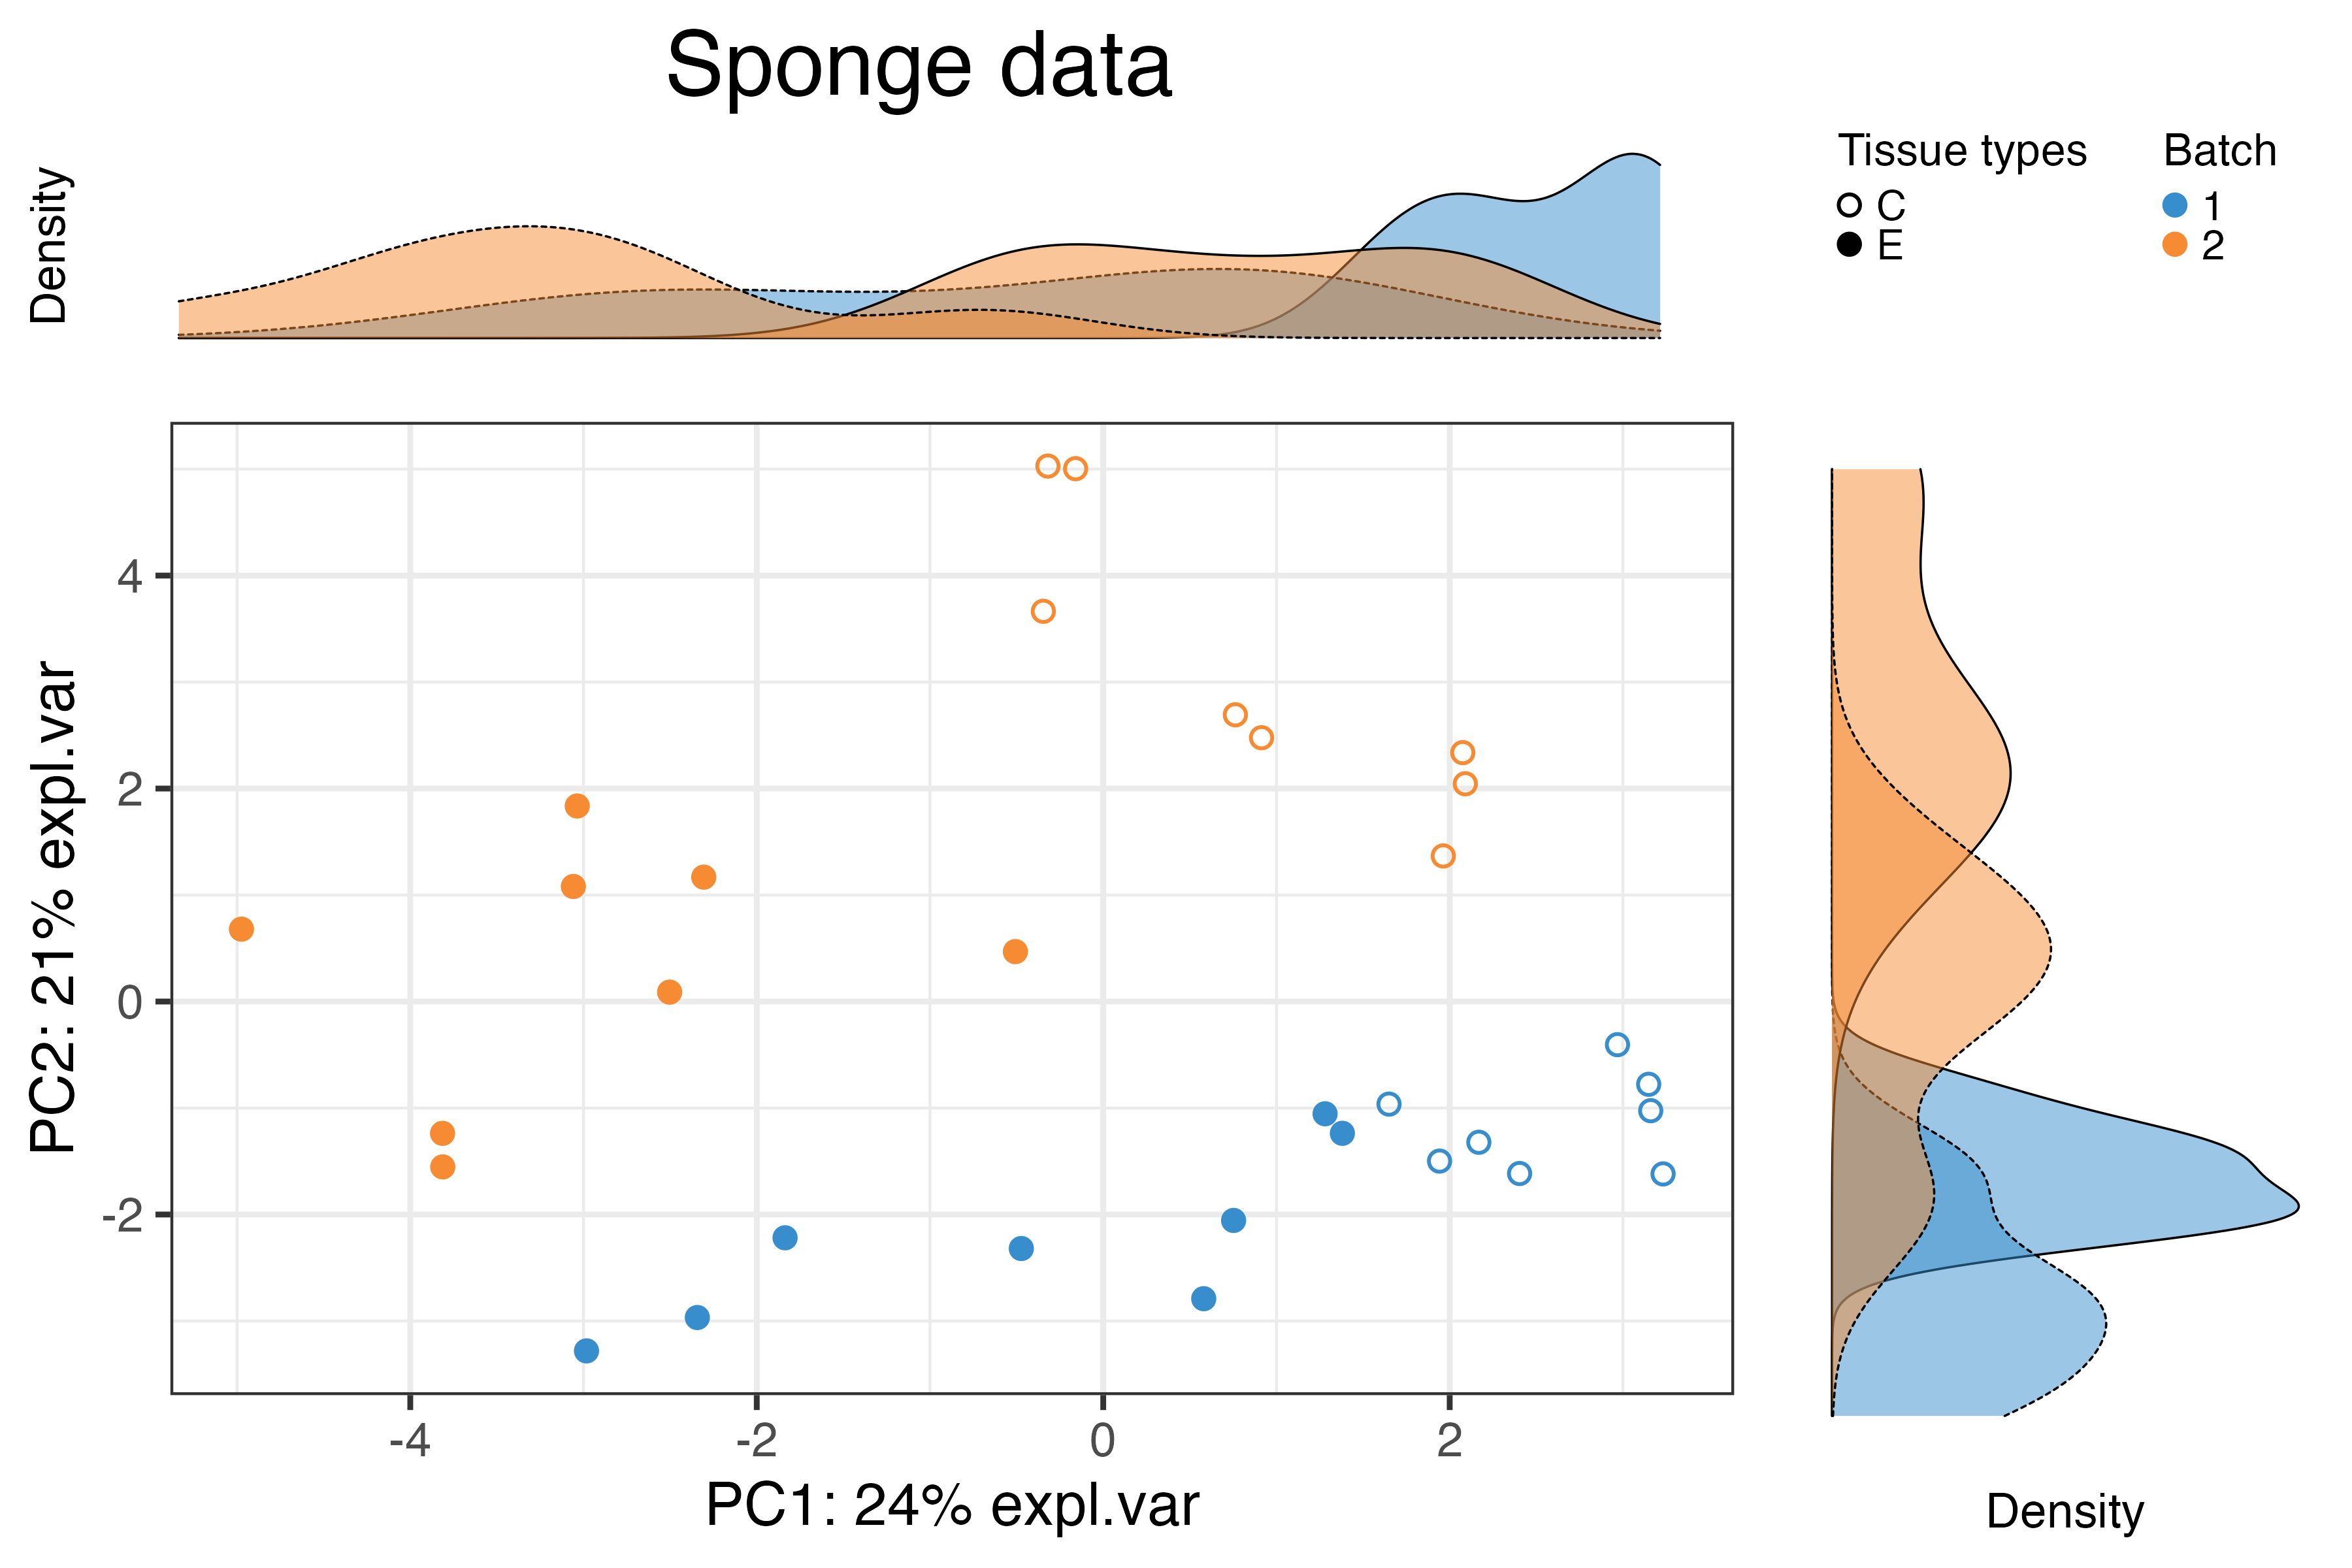 Sponge data
Density
Tissue types
C
E
Batch
1
2
PC2: 21% expl.var
4
2
0
-2
-4
-2
0
2
PC1: 24% expl.var
Density